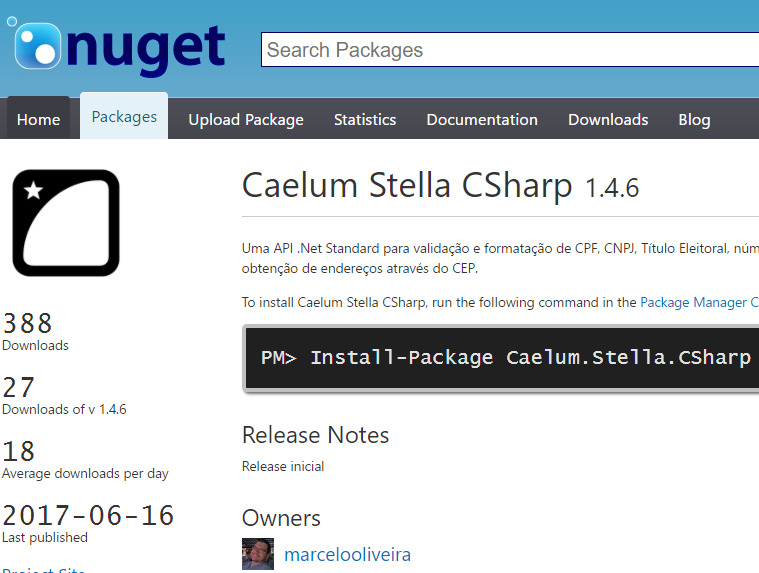 nuget
Search Packages
Home Packages Upload Package Statistics Documentation Downloads Blog
Caelum Stella CSharp 1.4.6
Uma API .Net Standard para validação e formatação de CPF, CNPJ, Título Eleitoral,
obtenção de endereços através do CEP.
To install Caelum Stella CSharp, run the following command in the Package Manager
PM> Install-Package Caelum.Stella.CSharp
388
Downloads
27
Downloads of v 1.4.6
18
Average downloads per day
2017-06-16
Last published
Project Site
Release Notes
Release inicial
Owners
marcelooliveira